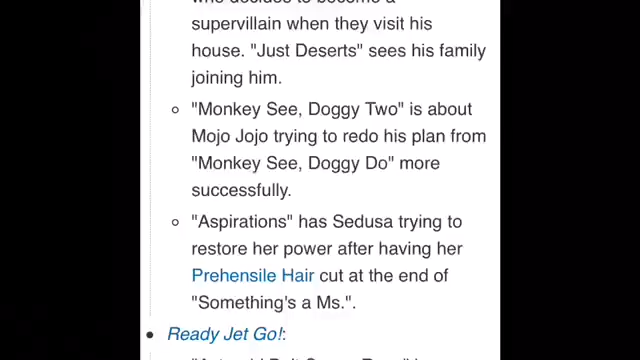 supervillain when they visit his
house. "Just Deserts" sees his family
joining him.
"Monkey See, Doggy Two" is about
Mojo Jojo trying to redo his plan from
"Monkey See, Doggy Do" more
successfully.
"Aspirations" has Sedusa trying to
restore her power after having her
Prehensile Hair cut at the end of
"Something's a Ms.".
Ready Jet Go!: